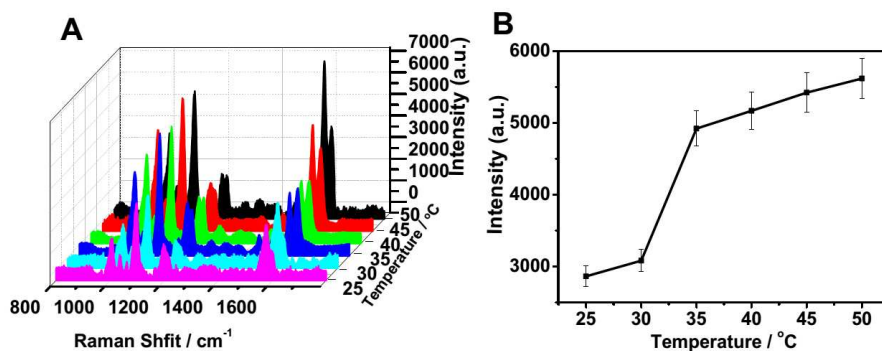 A
7000
6000
5000
4000
3000
2000
1000
0
Intensity (a.u.)
50
45
40
35
30
25
Temperature / °C
800 1000 1200 1400 1600
Raman Shfit / cm⁻¹
B
6000
5000
4000
3000
Intensity (a.u.)
25 30 35 40 45 50
Temperature / °C